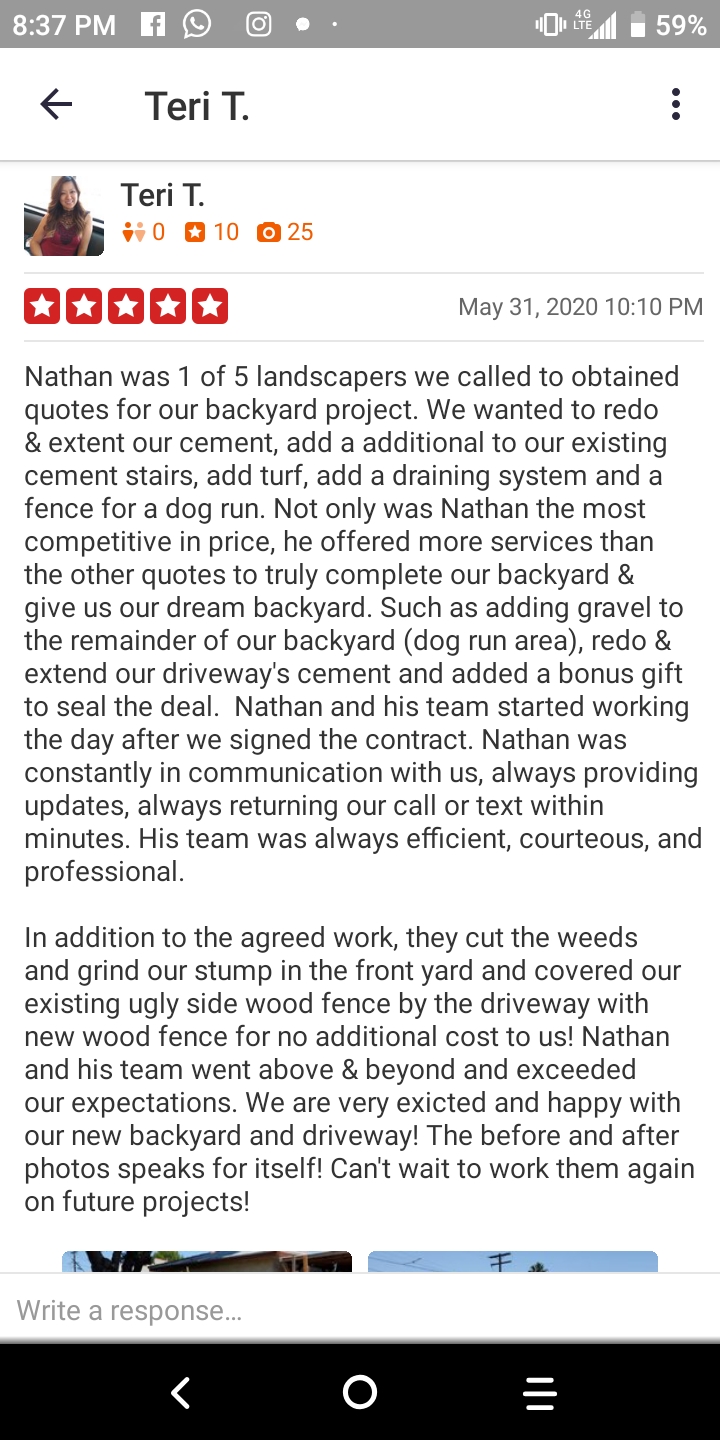 8:37 PM 4G LTE 59%
Teri T.
Teri T.
0 10 25
May 31, 2020 10:10 PM
Nathan was 1 of 5 landscapers we called to obtained
quotes for our backyard project. We wanted to redo
& extent our cement, add a additional to our existing
cement stairs, add turf, add a draining system and a
fence for a dog run. Not only was Nathan the most
competitive in price, he offered more services than
the other quotes to truly complete our backyard &
give us our dream backyard. Such as adding gravel to
the remainder of our backyard (dog run area), redo &
extend our driveway's cement and added a bonus gift
to seal the deal.  Nathan and his team started working
the day after we signed the contract. Nathan was
constantly in communication with us, always providing
updates, always returning our call or text within
minutes. His team was always efficient, courteous, and
professional.
In addition to the agreed work, they cut the weeds
and grind our stump in the front yard and covered our
existing ugly side wood fence by the driveway with
new wood fence for no additional cost to us! Nathan
and his team went above & beyond and exceeded
our expectations. We are very exicted and happy with
our new backyard and driveway! The before and after
photos speaks for itself! Can't wait to work them again
on future projects!
Write a response...